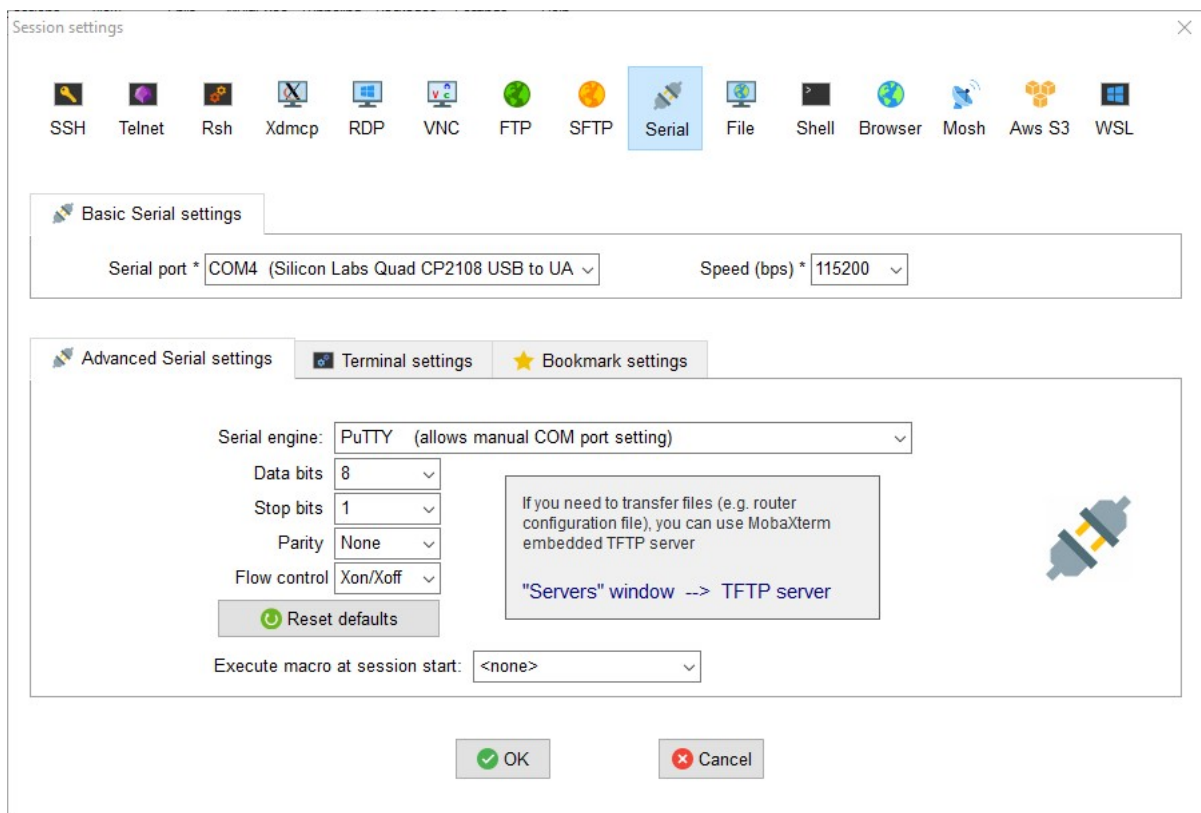 Session settings
SSH Telnet Rsh Xdmcp RDP VNC FTP SFTP Serial File Shell Browser Mosh Aws S3 WSL
Basic Serial settings
Serial port * COM4 (Silicon Labs Quad CP2108 USB to UA Speed (bps) * 115200
Advanced Serial settings Terminal settings Bookmark settings
Serial engine: PuTTY (allows manual COM port setting)
Data bits 8
Stop bits 1
Parity None
Flow control Xon/Xoff
If you need to transfer files (e.g. router
configuration file), you can use MobaXterm
embedded TFTP server
"Servers" window --> TFTP server
Reset defaults
Execute macro at session start: <none>
OK Cancel